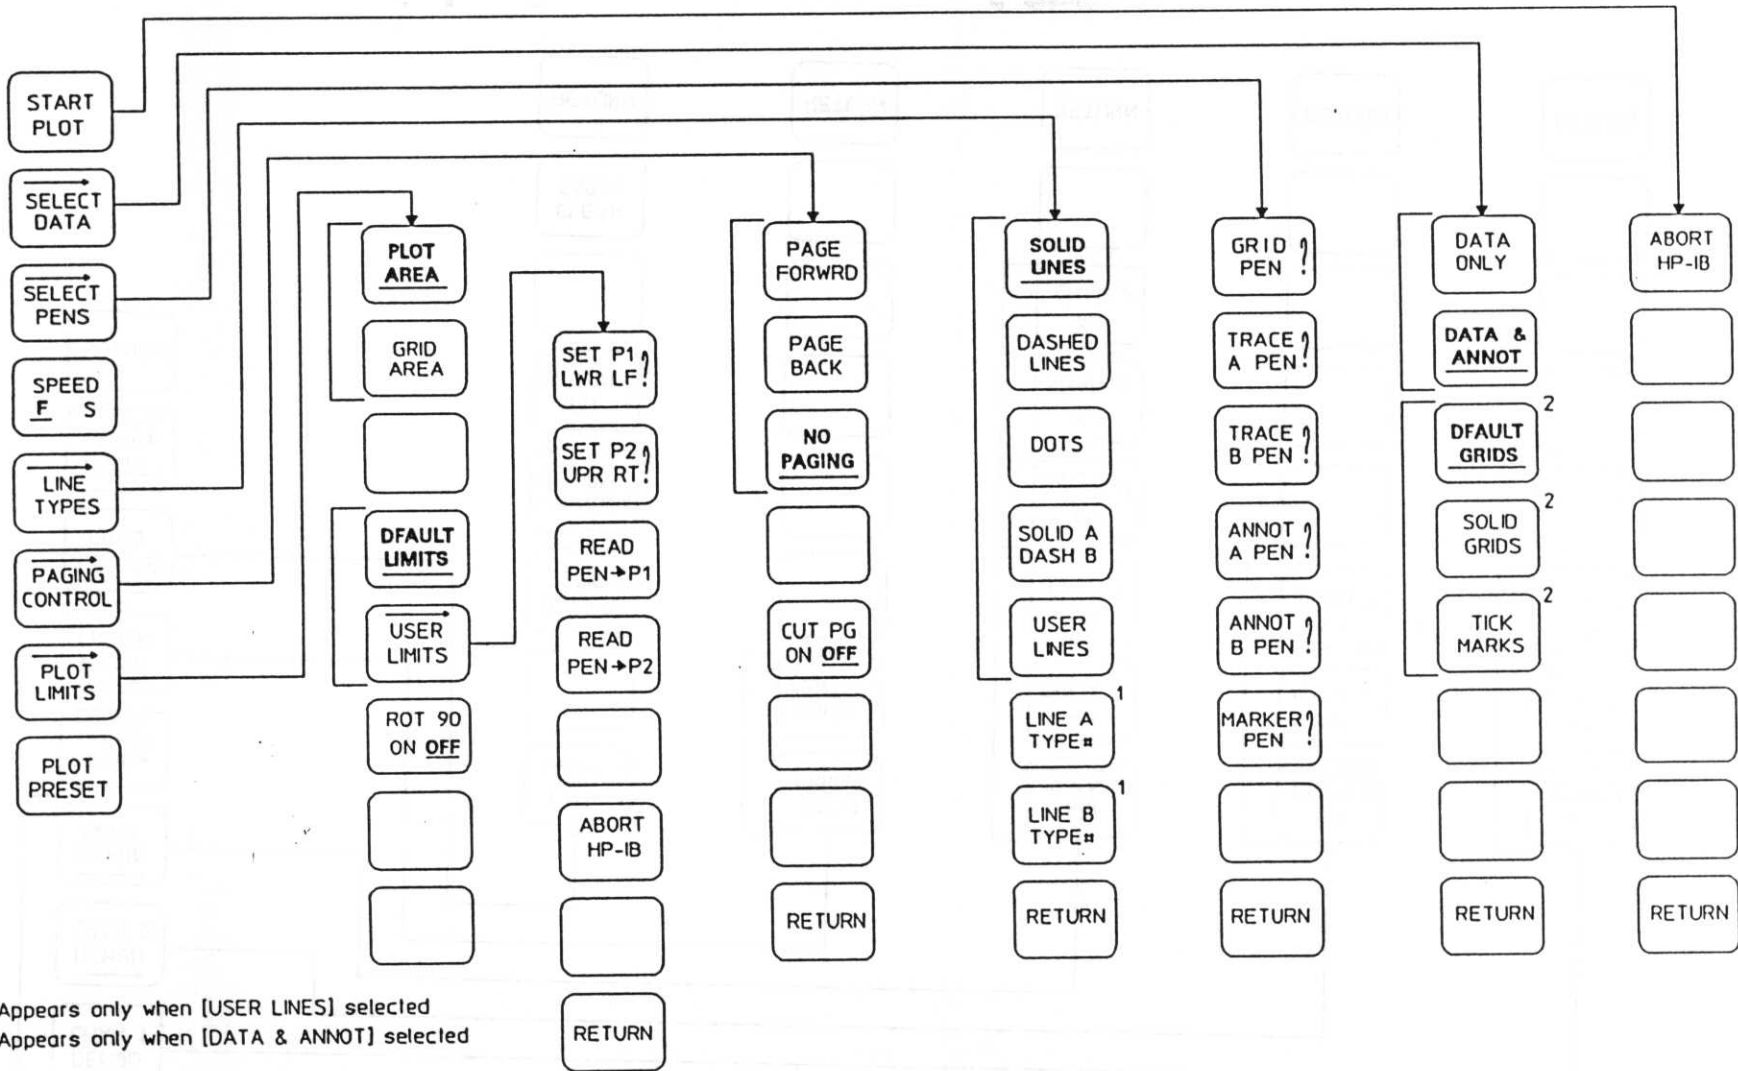 START
PLOT
SELECT
DATA
SELECT
PENS
SPEED
F S
LINE
TYPES
PAGING
CONTROL
PLOT
LIMITS
PLOT
PRESET
PLOT
AREA
GRID
AREA
DFAULT
LIMITS
USER
LIMITS
ROT 90
ON OFF
SET P1?
LWR LF
SET P2?
UPR RT
READ
PEN→P1
READ
PEN→P2
ABORT
HP-IB
RETURN
PAGE
FORWRD
PAGE
BACK
NO
PAGING
CUT PG
ON OFF
RETURN
SOLID
LINES
DASHED
LINES
DOTS
SOLID A
DASH B
USER
LINES
LINE A 1
TYPE#
LINE B 1
TYPE#
RETURN
GRID ?
PEN
TRACE ?
A PEN
TRACE ?
B PEN
ANNOT ?
A PEN
ANNOT ?
B PEN
MARKER ?
PEN
RETURN
DATA
ONLY
DATA &
ANNOT
DFAULT 2
GRIDS
SOLID 2
GRIDS
TICK 2
MARKS
RETURN
ABORT
HP-IB
RETURN
Appears only when [USER LINES] selected
Appears only when [DATA & ANNOT] selected